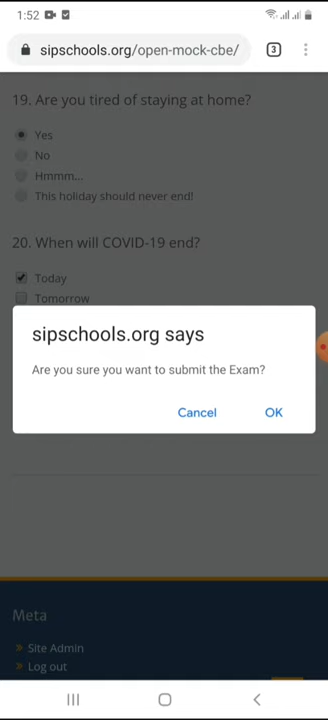 1:52
sipschools.org/open-mock-cbe/
3
19. Are you tired of staying at home?
Yes
No
Hmmm...
This holiday should never end!
20. When will COVID-19 end?
Today
Tomorrow
sipschools.org says
Are you sure you want to submit the Exam?
Cancel OK
Meta
» Site Admin
» Log out